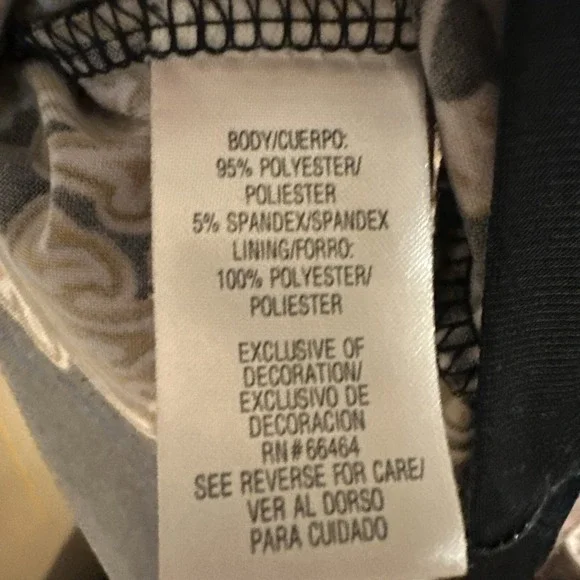 BODY/CUERPO:
95% POLYESTER/
POLIESTER
5% SPANDEX/SPANDEX
LINING/FORRO:
100% POLYESTER/
POLIESTER
EXCLUSIVE OF
DECORATION/
EXCLUSIVO DE
DECORACION
RN#66464
SEE REVERSE FOR CARE/
VER AL DORSO
PARA CUIDADO